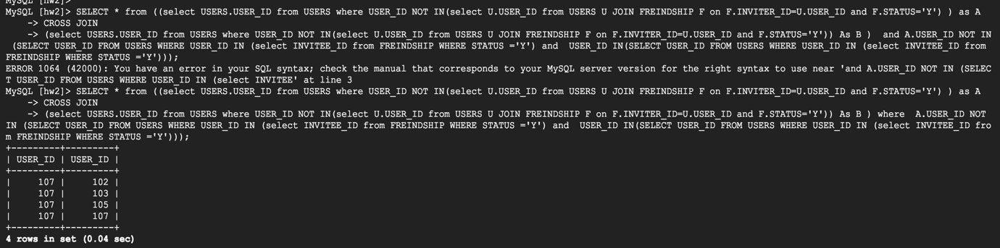 MySQL [hw2]>
MySQL [hw2]> SELECT * from ((select USERS.USER_ID from USERS where USER_ID NOT IN(select U.USER_ID from USERS U JOIN FREINDSHIP F on F.INVITER_ID=U.USER_ID and F.STATUS='Y') ) as A
-> CROSS JOIN
-> (select USERS.USER_ID from USERS where USER_ID NOT IN(select U.USER_ID from USERS U JOIN FREINDSHIP F on F.INVITER_ID=U.USER_ID and F.STATUS='Y')) As B )  and A.USER_ID NOT IN
(SELECT USER_ID FROM USERS WHERE USER_ID IN (select INVITEE_ID from FREINDSHIP WHERE STATUS ='Y') and  USER_ID IN(SELECT USER_ID FROM USERS WHERE USER_ID IN (select INVITEE_ID from
FREINDSHIP WHERE STATUS ='Y')));
ERROR 1064 (42000): You have an error in your SQL syntax; check the manual that corresponds to your MySQL server version for the right syntax to use near 'and A.USER_ID NOT IN (SELEC
T USER_ID FROM USERS WHERE USER_ID IN (select INVITEE' at line 3
MySQL [hw2]> SELECT * from ((select USERS.USER_ID from USERS where USER_ID NOT IN(select U.USER_ID from USERS U JOIN FREINDSHIP F on F.INVITER_ID=U.USER_ID and F.STATUS='Y') ) as A
-> CROSS JOIN
-> (select USERS.USER_ID from USERS where USER_ID NOT IN(select U.USER_ID from USERS U JOIN FREINDSHIP F on F.INVITER_ID=U.USER_ID and F.STATUS='Y')) As B ) where  A.USER_ID NOT
IN (SELECT USER_ID FROM USERS WHERE USER_ID IN (select INVITEE_ID from FREINDSHIP WHERE STATUS ='Y') and  USER_ID IN(SELECT USER_ID FROM USERS WHERE USER_ID IN (select INVITEE_ID fro
m FREINDSHIP WHERE STATUS ='Y')));
+---------+---------+
| USER_ID | USER_ID |
+---------+---------+
|     107 |     102 |
|     107 |     103 |
|     107 |     105 |
|     107 |     107 |
+---------+---------+
4 rows in set (0.04 sec)